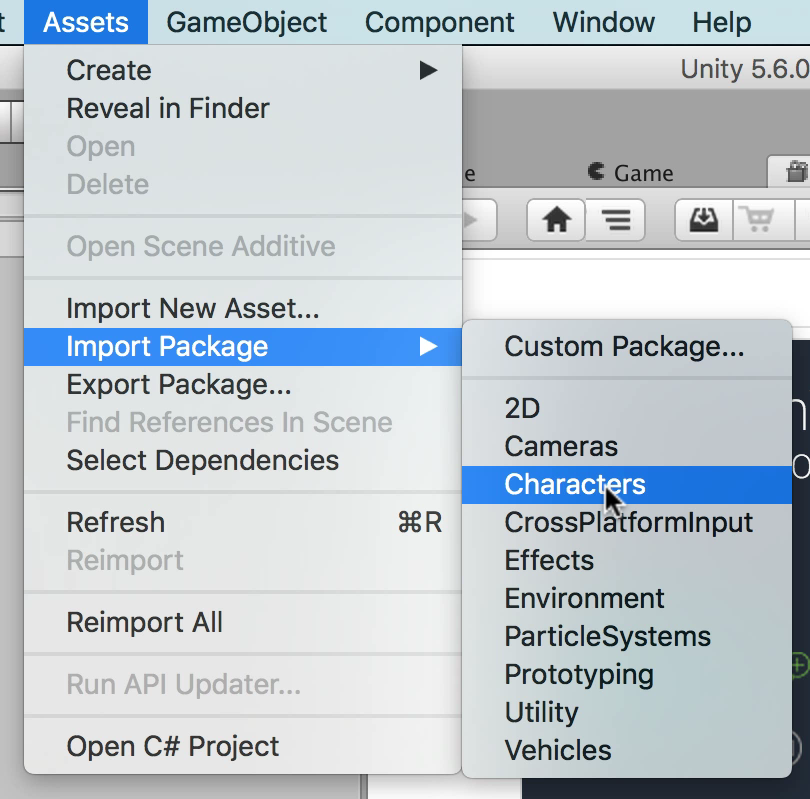 Assets GameObject Component Window Help
Unity 5.6.0
Game
Create
Reveal in Finder
Open
Delete
Open Scene Additive
Import New Asset...
Import Package
Export Package...
Find References In Scene
Select Dependencies
Refresh ⌘R
Reimport
Reimport All
Run API Updater...
Open C# Project
Custom Package...
2D
Cameras
Characters
CrossPlatformInput
Effects
Environment
ParticleSystems
Prototyping
Utility
Vehicles